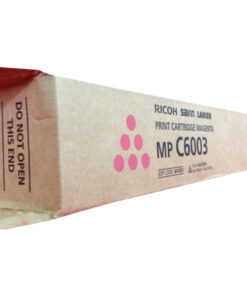 DO NOT OPEN
THIS END
RICOH SAVIN LANIER
PRINT CARTRIDGE MAGENTA
MP C6003